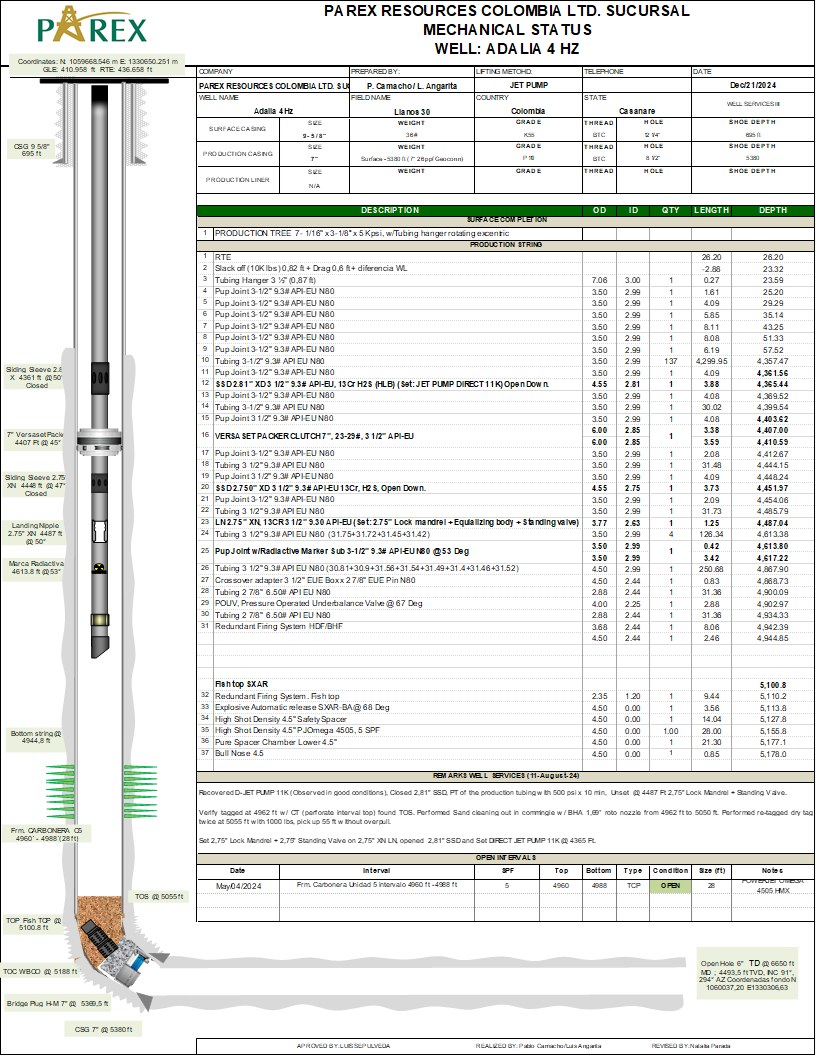 PAREX
PAREX RESOURCES COLOMBIA LTD. SUCURSAL
MECHANICAL STATUS
WELL: ADALIA 4 HZ
Coordinates: N: 1059668.546 m E: 1330650.251 m
GLE: 410.958 ft RTE: 436.658 ft
COMPANY PREPARED BY: LIFTING METOHD: TELEPHONE DATE
PAREX RESOURCES COLOMBIA LTD. SUC P. Camacho / L. Angarita JET PUMP Dec/21/2024
WELL NAME FIELD NAME COUNTRY STATE WELL SERVICES III
Adalia 4 Hz Llanos 30 Colombia Casanare
SURFACE CASING SIZE WEIGHT GRADE THREAD HOLE SHOE DEPTH
9- 5/8" 36# K55 BTC 12 1/4" 695 ft
PRODUCTION CASING SIZE WEIGHT GRADE THREAD HOLE SHOE DEPTH
7" Surface - 5380 ft (7" 26 ppf Geoconn) P 110 BTC 8 1/2" 5.380
PRODUCTION LINER SIZE WEIGHT GRADE THREAD HOLE SHOE DEPTH
N/A
DESCRIPTION OD ID QTY LENGTH DEPTH
SURFACE COMPLETION
1 PRODUCTION TREE 7- 1/16" x 3-1/8" x 5 Kpsi, w/Tubing hanger rotating excentric
PRODUCTION STRING
1 RTE 26.20 26.20
2 Slack off (10K lbs) 0,82 ft + Drag 0,6 ft + diferencia WL -2.88 23.32
3 Tubing Hanger 3 ½" (0,87 ft) 7.06 3.00 1 0.27 23.59
4 Pup Joint 3-1/2" 9.3# API-EU N80 3.50 2.99 1 1.61 25.20
5 Pup Joint 3-1/2" 9.3# API-EU N80 3.50 2.99 1 4.09 29.29
6 Pup Joint 3-1/2" 9.3# API-EU N80 3.50 2.99 1 5.85 35.14
7 Pup Joint 3-1/2" 9.3# API-EU N80 3.50 2.99 1 8.11 43.25
8 Pup Joint 3-1/2" 9.3# API-EU N80 3.50 2.99 1 8.08 51.33
9 Pup Joint 3-1/2" 9.3# API-EU N80 3.50 2.99 1 6.19 57.52
10 Tubing 3-1/2" 9.3# API EU N80 3.50 2.99 137 4,299.95 4,357.47
11 Pup Joint 3-1/2" 9.3# API-EU N80 3.50 2.99 1 4.09 4,361.56
12 SSD 2.81" XD 3 1/2" 9.3# API-EU, 13Cr H2S (HLB) (Set: JET PUMP DIRECT 11K) Open Down. 4.55 2.81 1 3.88 4,365.44
13 Pup Joint 3-1/2" 9.3# API-EU N80 3.50 2.99 1 4.08 4,369.52
14 Tubing 3-1/2" 9.3# API EU N80 3.50 2.99 1 30.02 4,399.54
15 Pup Joint 3 1/2" 9.3# API-EU N80 3.50 2.99 1 4.08 4,403.62
16 VERSA SET PACKER CLUTCH 7", 23-29#, 3 1/2" API-EU 6.00 2.85 1 3.38 4,407.00
6.00 2.85 3.59 4,410.59
17 Pup Joint 3-1/2" 9.3# API-EU N80 3.50 2.99 1 2.08 4,412.67
18 Tubing 3 1/2" 9.3# API EU N80 3.50 2.99 1 31.48 4,444.15
19 Pup Joint 3 1/2" 9.3# API-EU N80 3.50 2.99 1 4.09 4,448.24
20 SSD 2.750" XD 3 1/2" 9.3# API-EU 13Cr, H2S, Open Down. 4.55 2.75 1 3.73 4,451.97
21 Pup Joint 3-1/2" 9.3# API-EU N80 3.50 2.99 1 2.09 4,454.06
22 Tubing 3 1/2" 9.3# API EU N80 3.50 2.99 1 31.73 4,485.79
23 LN 2.75" XN, 13CR 3 1/2" 9.30 API-EU (Set: 2.75" Lock mandrel + Equializing body + Standing valve) 3.77 2.63 1 1.25 4,487.04
24 Tubing 3 1/2" 9.3# API EU N80 (31.75+31.72+31.45+31.42) 3.50 2.99 4 126.34 4,613.38
25 Pup Joint w/Radiactive Marker Sub 3-1/2" 9.3# API-EU N80 @ 53 Deg 3.50 2.99 1 0.42 4,613.80
3.50 2.99 1 3.42 4,617.22
26 Tubing 3 1/2" 9.3# API EU N80 (30.81+30.9+31.56+31.54+31.49+31.4+31.46+31.52) 3.50 2.99 1 250.68 4,867.90
27 Crossover adapter 3 1/2" EUE Box x 2 7/8" EUE Pin N80 4.50 2.44 1 0.83 4,868.73
28 Tubing 2 7/8" 6.50# API EU N80 2.88 2.44 1 31.36 4,900.09
29 POUV, Pressure Operated Underbalance Valve @ 67 Deg 4.00 2.25 1 2.88 4,902.97
30 Tubing 2 7/8" 6.50# API EU N80 2.88 2.44 1 31.36 4,934.33
31 Redundant Firing System HDF/BHF 3.68 2.44 1 8.06 4,942.39
4.50 2.44 1 2.46 4,944.85
Fish top SXAR 5,100.8
32 Redundant Firing System. Fish top 2.35 1.20 1 9.44 5,110.2
33 Explosive Automatic release SXAR-BA @ 68 Deg 4.50 0.00 1 3.56 5,113.8
34 High Shot Density 4.5" Safety Spacer 4.50 0.00 1 14.04 5,127.8
35 High Shot Density 4.5" PJOmega 4505, 5 SPF 4.50 0.00 1.00 28.00 5,155.8
36 Pure Spacer Chamber Lower 4.5" 4.50 0.00 1 21.30 5,177.1
37 Bull Nose 4.5 4.50 0.00 1 0.85 5,178.0
REMARKS WELL SERVICES (11-August-24)
Recovered D-JET PUMP 11K (Observed in good conditions), Closed 2,81" SSD, PT of the production tubing with 500 psi x 10 min, Unset @ 4487 Ft 2,75" Lock Mandrel + Standing Valve.
Verify tagged at 4962 ft w/ CT (perforate interval top) found TOS. Performed Sand cleaning out in commingle w/ BHA 1,69" roto nozzle from 4962 ft to 5050 ft. Performed re-tagged dry tag
twice at 5055 ft with 1000 lbs, pick up 55 ft without overpull.
Set 2,75" Lock Mandrel + 2,75" Standing Valve on 2,75" XN LN, opened 2,81" SSD and Set DIRECT JET PUMP 11K @ 4365 Ft.
OPEN INTERVALS
Date Interval SPF Top Bottom Type Condition Size (ft) Notes
May/04/2024 Frm. Carbonera Unidad 5 Intervalo 4960 ft - 4988 ft 5 4960 4988 TCP OPEN 28 POWERJET OMEGA
4505 HMX
CSG 9 5/8"
695 ft
Sliding Sleeve 2.8
X 4361 ft @ 50°
Closed
7" Versaset Packe
4407 Ft @ 45°
Sliding Sleeve 2.75
XN 4448 ft @ 47°
Closed
Landing Nipple
2.75" XN 4487 ft
@ 50°
Marca Radiactiva
4613.8 ft @ 53°
Bottom string @
4944,8 ft
Frm. CARBONERA C5
4960' - 4988' (28 ft)
TOS @ 5055 ft
TOP Fish TCP @
5100.8 ft
TOC WBCO @ 5188 ft
Bridge Plug H-M 7" @ 5369,5 ft
CSG 7" @ 5380 ft
Open Hole 6" TD @ 6650 ft
MD ; 4493,5 ft TVD, INC 91°,
294° AZ Coordenadas fondo N
1060037,20 E1330306,63
APROVED BY: LUIS SEPULVEDA REALIZED BY: Pablo Camacho/Luis Angarita REVISED BY: Natalia Parada